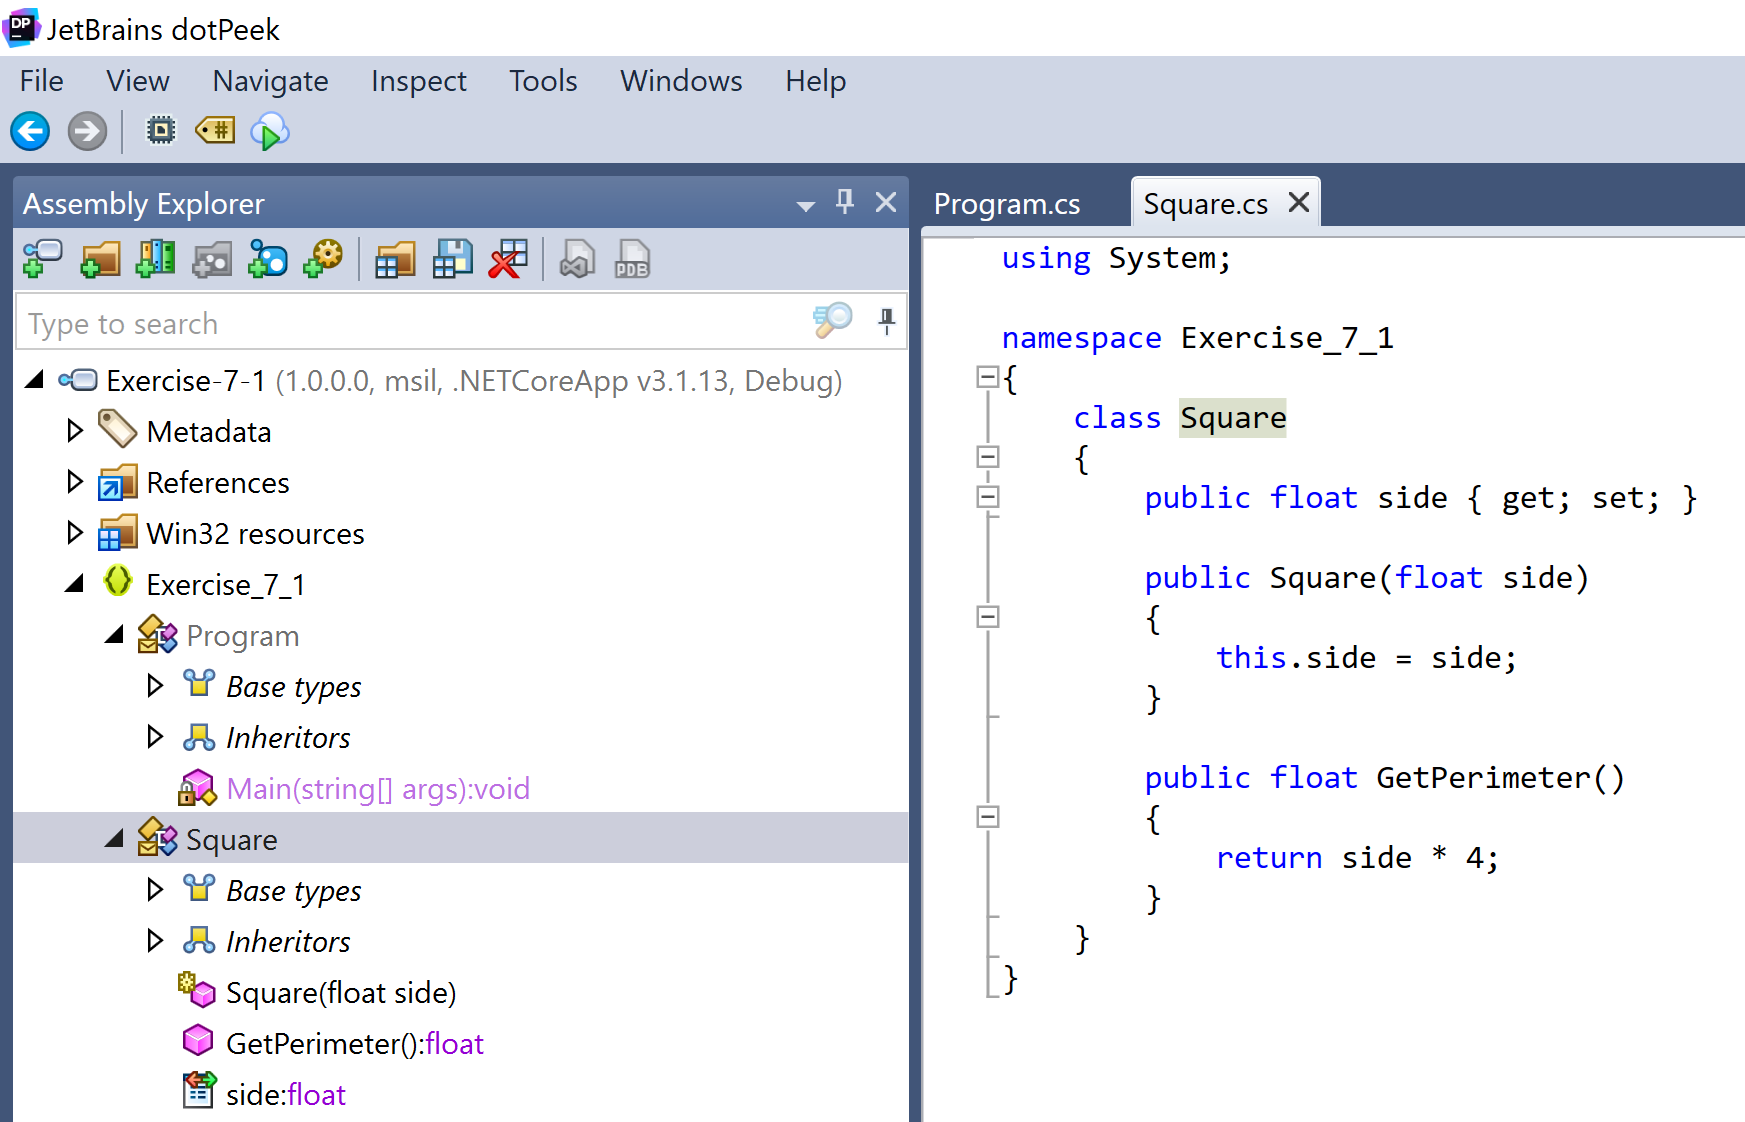 JetBrains dotPeek
File View Navigate Inspect Tools Windows Help
Assembly Explorer
Type to search
Exercise-7-1 (1.0.0.0, msil, .NETCoreApp v3.1.13, Debug)
Metadata
References
Win32 resources
Exercise_7_1
Program
Base types
Inheritors
Main(string[] args):void
Square
Base types
Inheritors
Square(float side)
GetPerimeter():float
side:float
Program.cs Square.cs
using System;
namespace Exercise_7_1
{
class Square
{
public float side { get; set; }
public Square(float side)
{
this.side = side;
}
public float GetPerimeter()
{
return side * 4;
}
}
}
DP
#
PDB